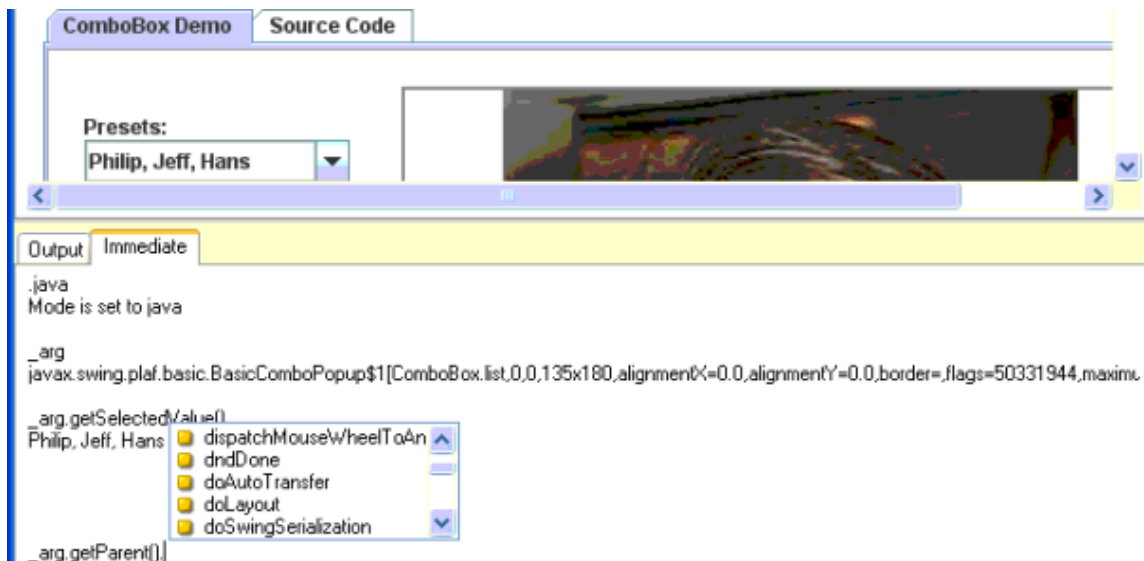 ComboBox Demo Source Code
Presets:
Philip, Jeff, Hans
Output Immediate
.java
Mode is set to java
_arg
javax.swing.plaf.basic.BasicComboPopup$1[ComboBox.list,0,0,135x180,alignmentX=0.0,alignmentY=0.0,border=,flags=50331944,maximu
_arg.getSelectedValue()
Philip, Jeff, Hans
dispatchMouseWheelToAn
dndDone
doAutoTransfer
doLayout
doSwingSerialization
_arg.getParent().